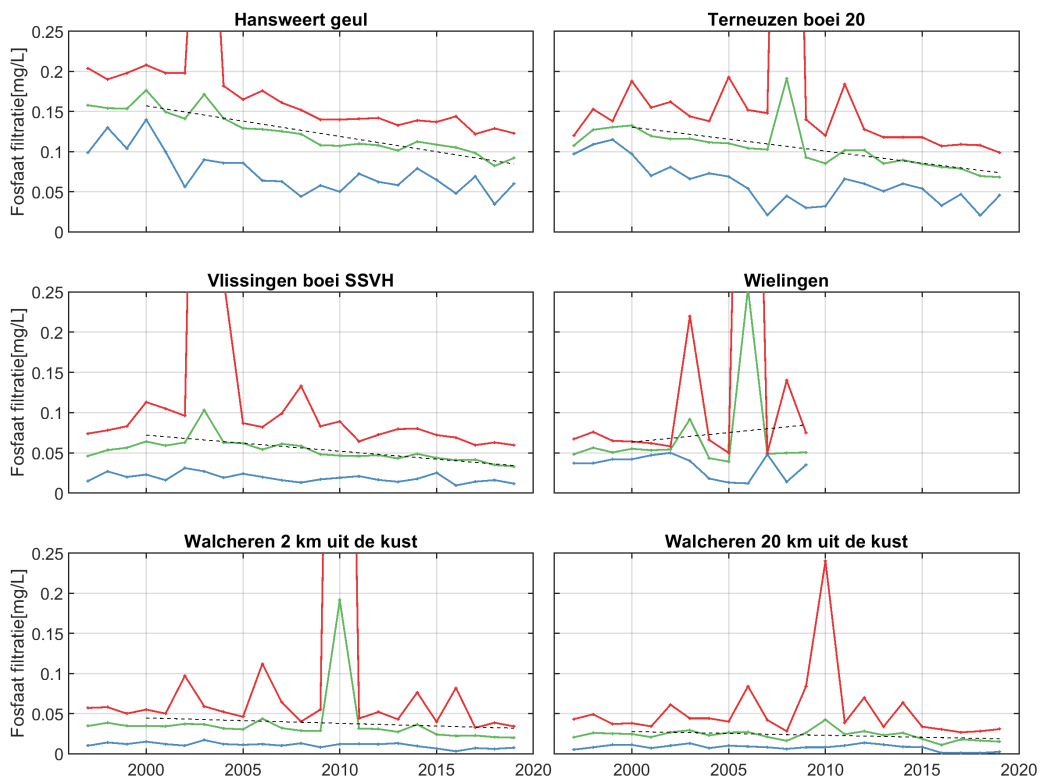 Hansweert geul
Terneuzen boei 20
0.25
0.2
0.15
0.1
0.05
0
Fosfaat filtratie[mg/L]
Vlissingen boei SSVH
Wielingen
0.25
0.2
0.15
0.1
0.05
0
Fosfaat filtratie[mg/L]
Walcheren 2 km uit de kust
Walcheren 20 km uit de kust
0.25
0.2
0.15
0.1
0.05
0
Fosfaat filtratie[mg/L]
2000 2005 2010 2015 2020
2000 2005 2010 2015 2020